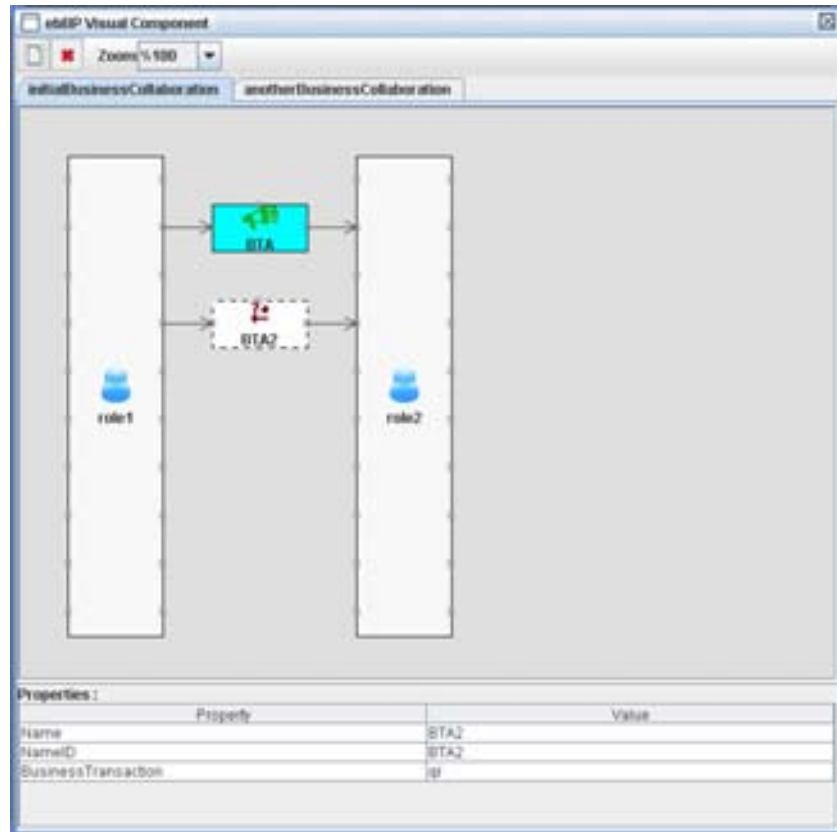 ebBP Visual Component
Zoom: %100
initialBusinessCollaboration anotherBusinessCollaboration
BTA
BTA2
role1 role2
Properties :
Property Value
Name BTA2
NameID BTA2
BusinessTransaction